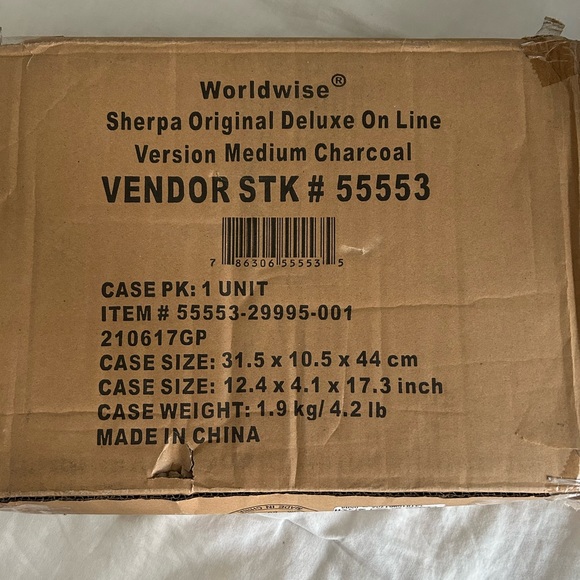 Worldwise®
Sherpa Original Deluxe On Line
Version Medium Charcoal
VENDOR STK # 55553
7 86306 55553 5
CASE PK: 1 UNIT
ITEM # 55553-29995-001
210617GP
CASE SIZE: 31.5 x 10.5 x 44 cm
CASE SIZE: 12.4 x 4.1 x 17.3 inch
CASE WEIGHT: 1.9 kg/ 4.2 lb
MADE IN CHINA